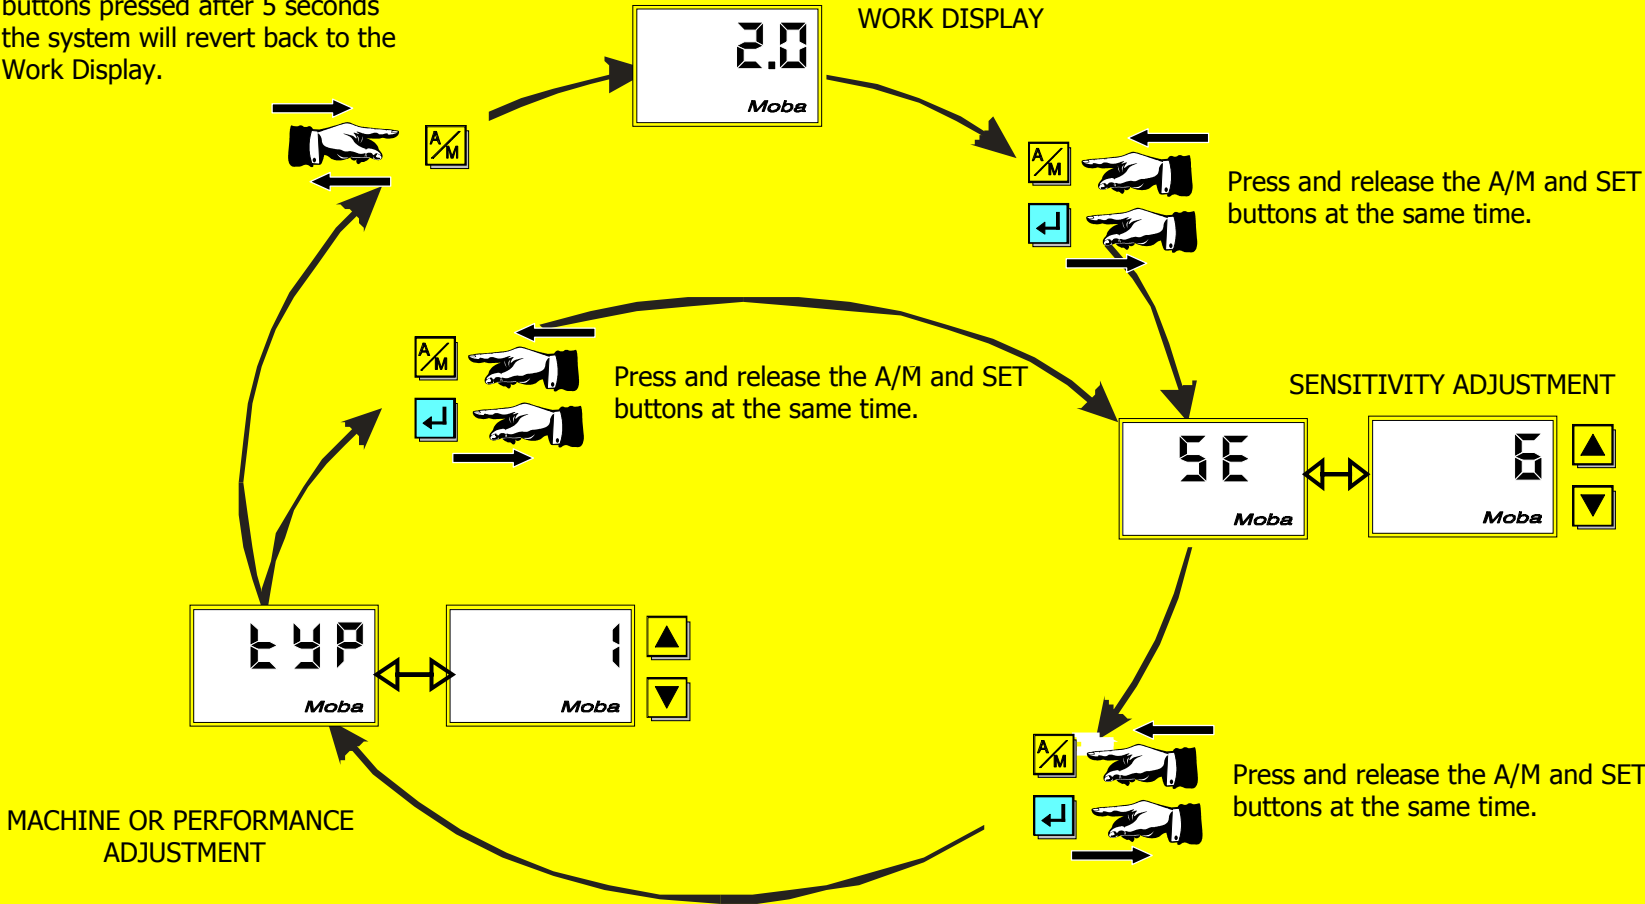 buttons pressed after 5 seconds
the system will revert back to the
Work Display.
WORK DISPLAY
2.0
Moba
A/M
A/M
Press and release the A/M and SET
buttons at the same time.
A/M
Press and release the A/M and SET
buttons at the same time.
SENSITIVITY ADJUSTMENT
SE
Moba
6
Moba
tyP
Moba
1
Moba
A/M
Press and release the A/M and SET
buttons at the same time.
MACHINE OR PERFORMANCE
ADJUSTMENT